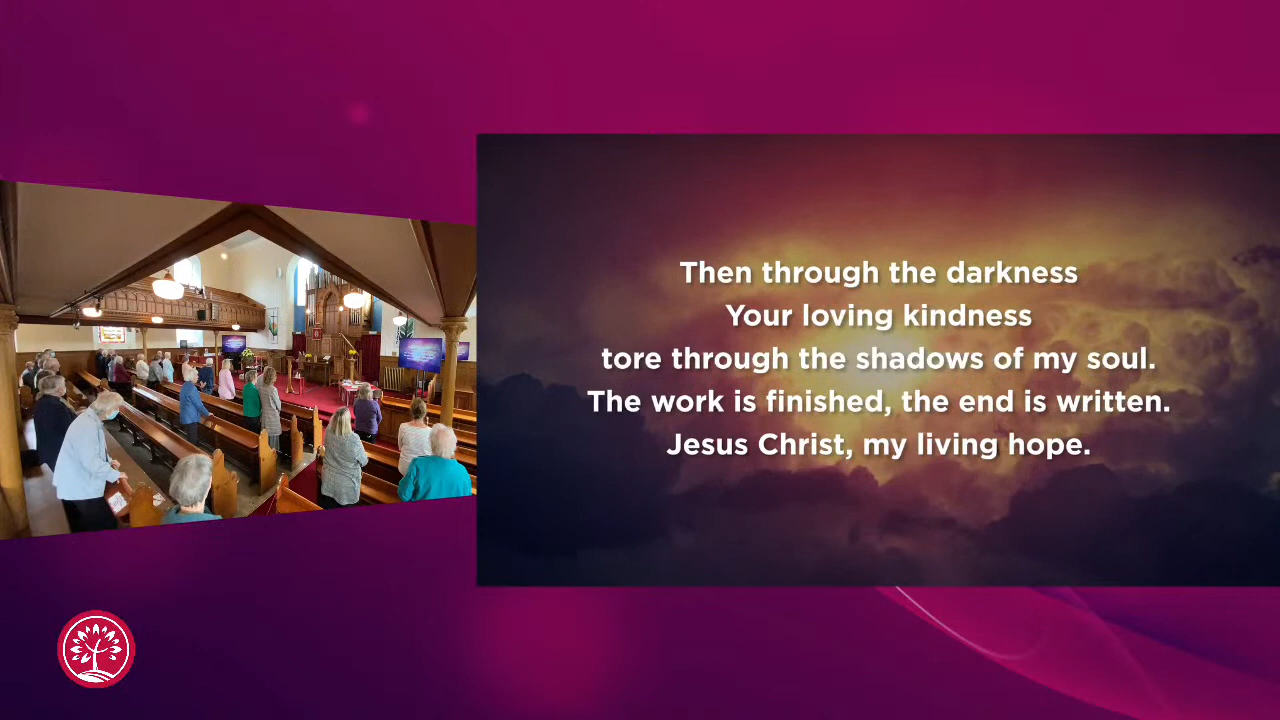 Then through the darkness
Your loving kindness
tore through the shadows of my soul.
The work is finished, the end is written.
Jesus Christ, my living hope.